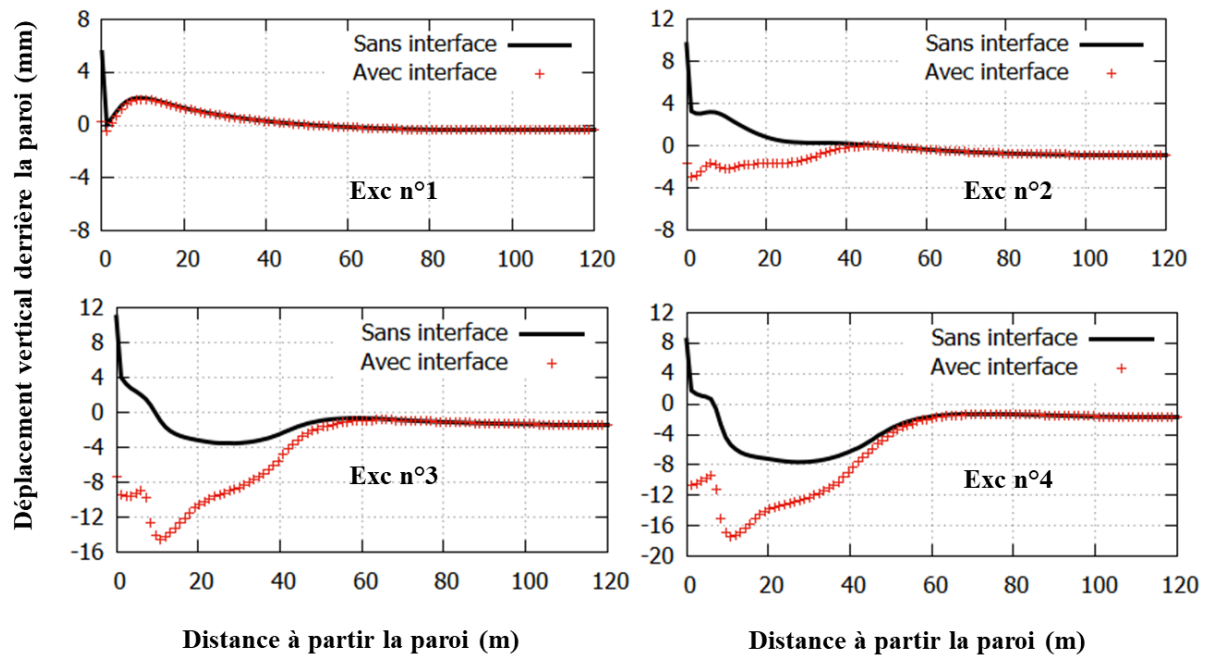 Déplacement vertical derrière la paroi (mm)
8
4
0
-4
-8
Sans interface
Avec interface
Exc n°1
0 20 40 60 80 100 120
12
8
4
0
-4
-8
Sans interface
Avec interface
Exc n°2
0 20 40 60 80 100 120
12
8
4
0
-4
-8
-12
-16
Sans interface
Avec interface
Exc n°3
0 20 40 60 80 100 120
12
8
4
0
-4
-8
-12
-16
-20
Sans interface
Avec interface
Exc n°4
0 20 40 60 80 100 120
Distance à partir la paroi (m)
Distance à partir la paroi (m)